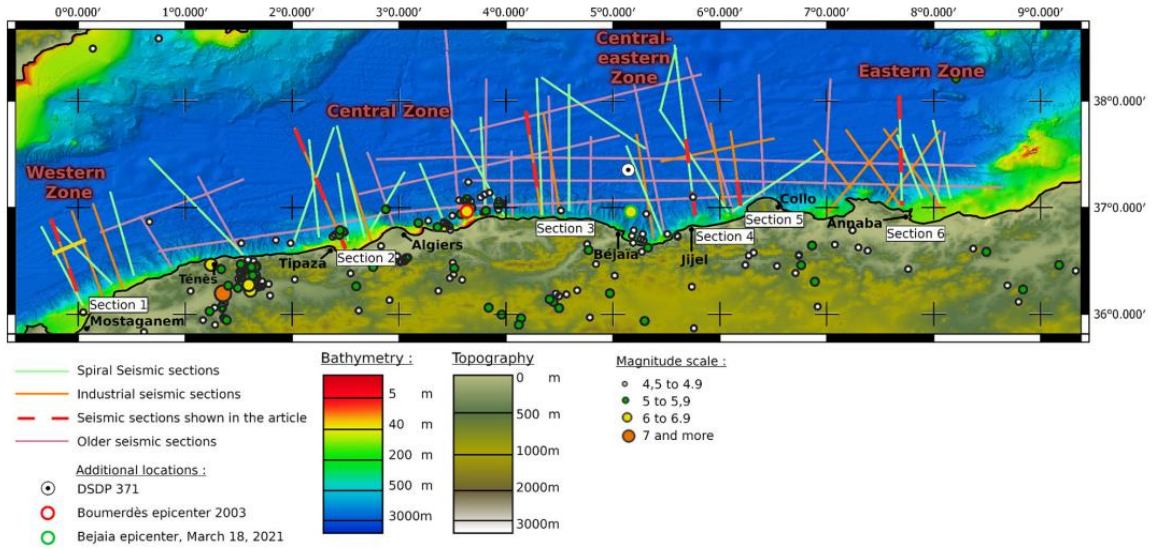 0°0.000' 1°0.000' 2°0.000' 3°0.000' 4°0.000' 5°0.000' 6°0.000' 7°0.000' 8°0.000' 9°0.000'
Central-
eastern
Zone
Eastern Zone
Central Zone
38°0.000'
Western
Zone
Collo
37°0.000'
Section 5
Annaba
Algiers
Section 3
Section 4
Section 6
Tipaza
Section 2
Béjaïa
Jijel
Ténès
Section 1
Mostaganem
36°0.000'
Spiral Seismic sections
Industrial seismic sections
Seismic sections shown in the article
Older seismic sections
Additional locations :
DSDP 371
Boumerdès epicenter 2003
Bejaia epicenter, March 18, 2021
Bathymetry :
5 m
40 m
200 m
500 m
3000m
Topography
0 m
500 m
1000m
2000m
3000m
Magnitude scale :
4,5 to 4.9
5 to 5,9
6 to 6.9
7 and more